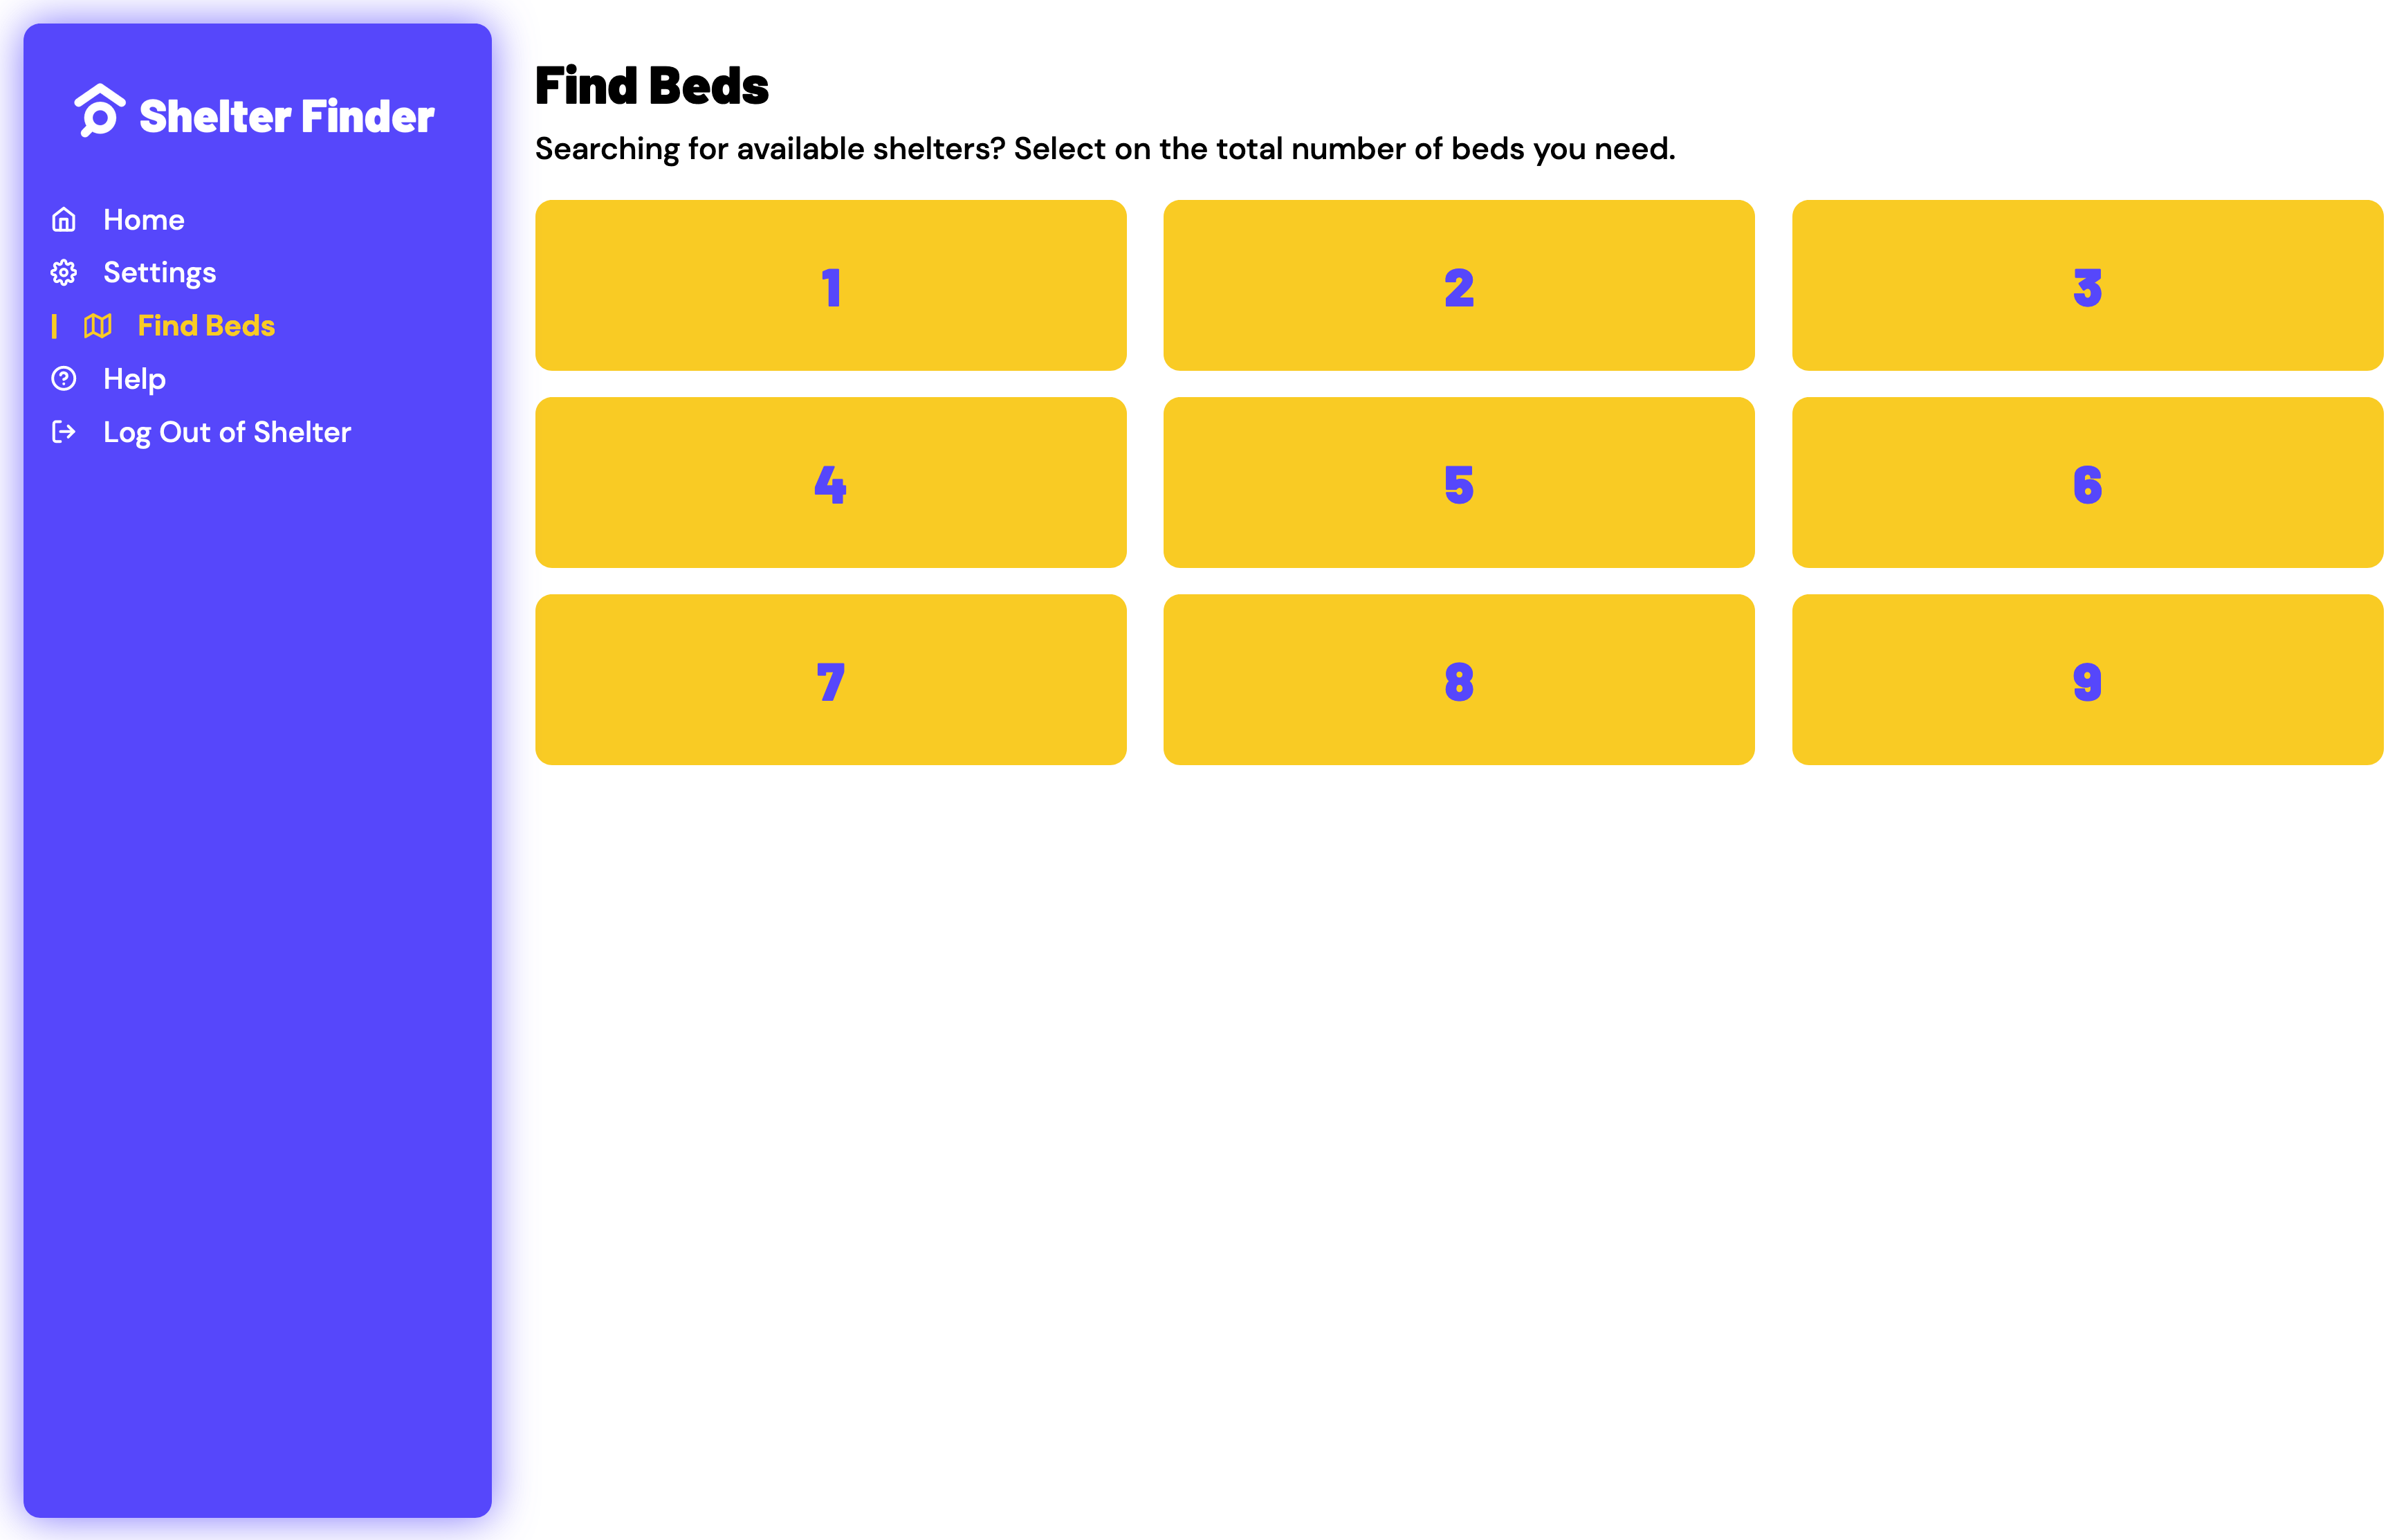 Shelter Finder
Home
Settings
Find Beds
Help
Log Out of Shelter
Find Beds
Searching for available shelters? Select on the total number of beds you need.
1
2
3
4
5
6
7
8
9